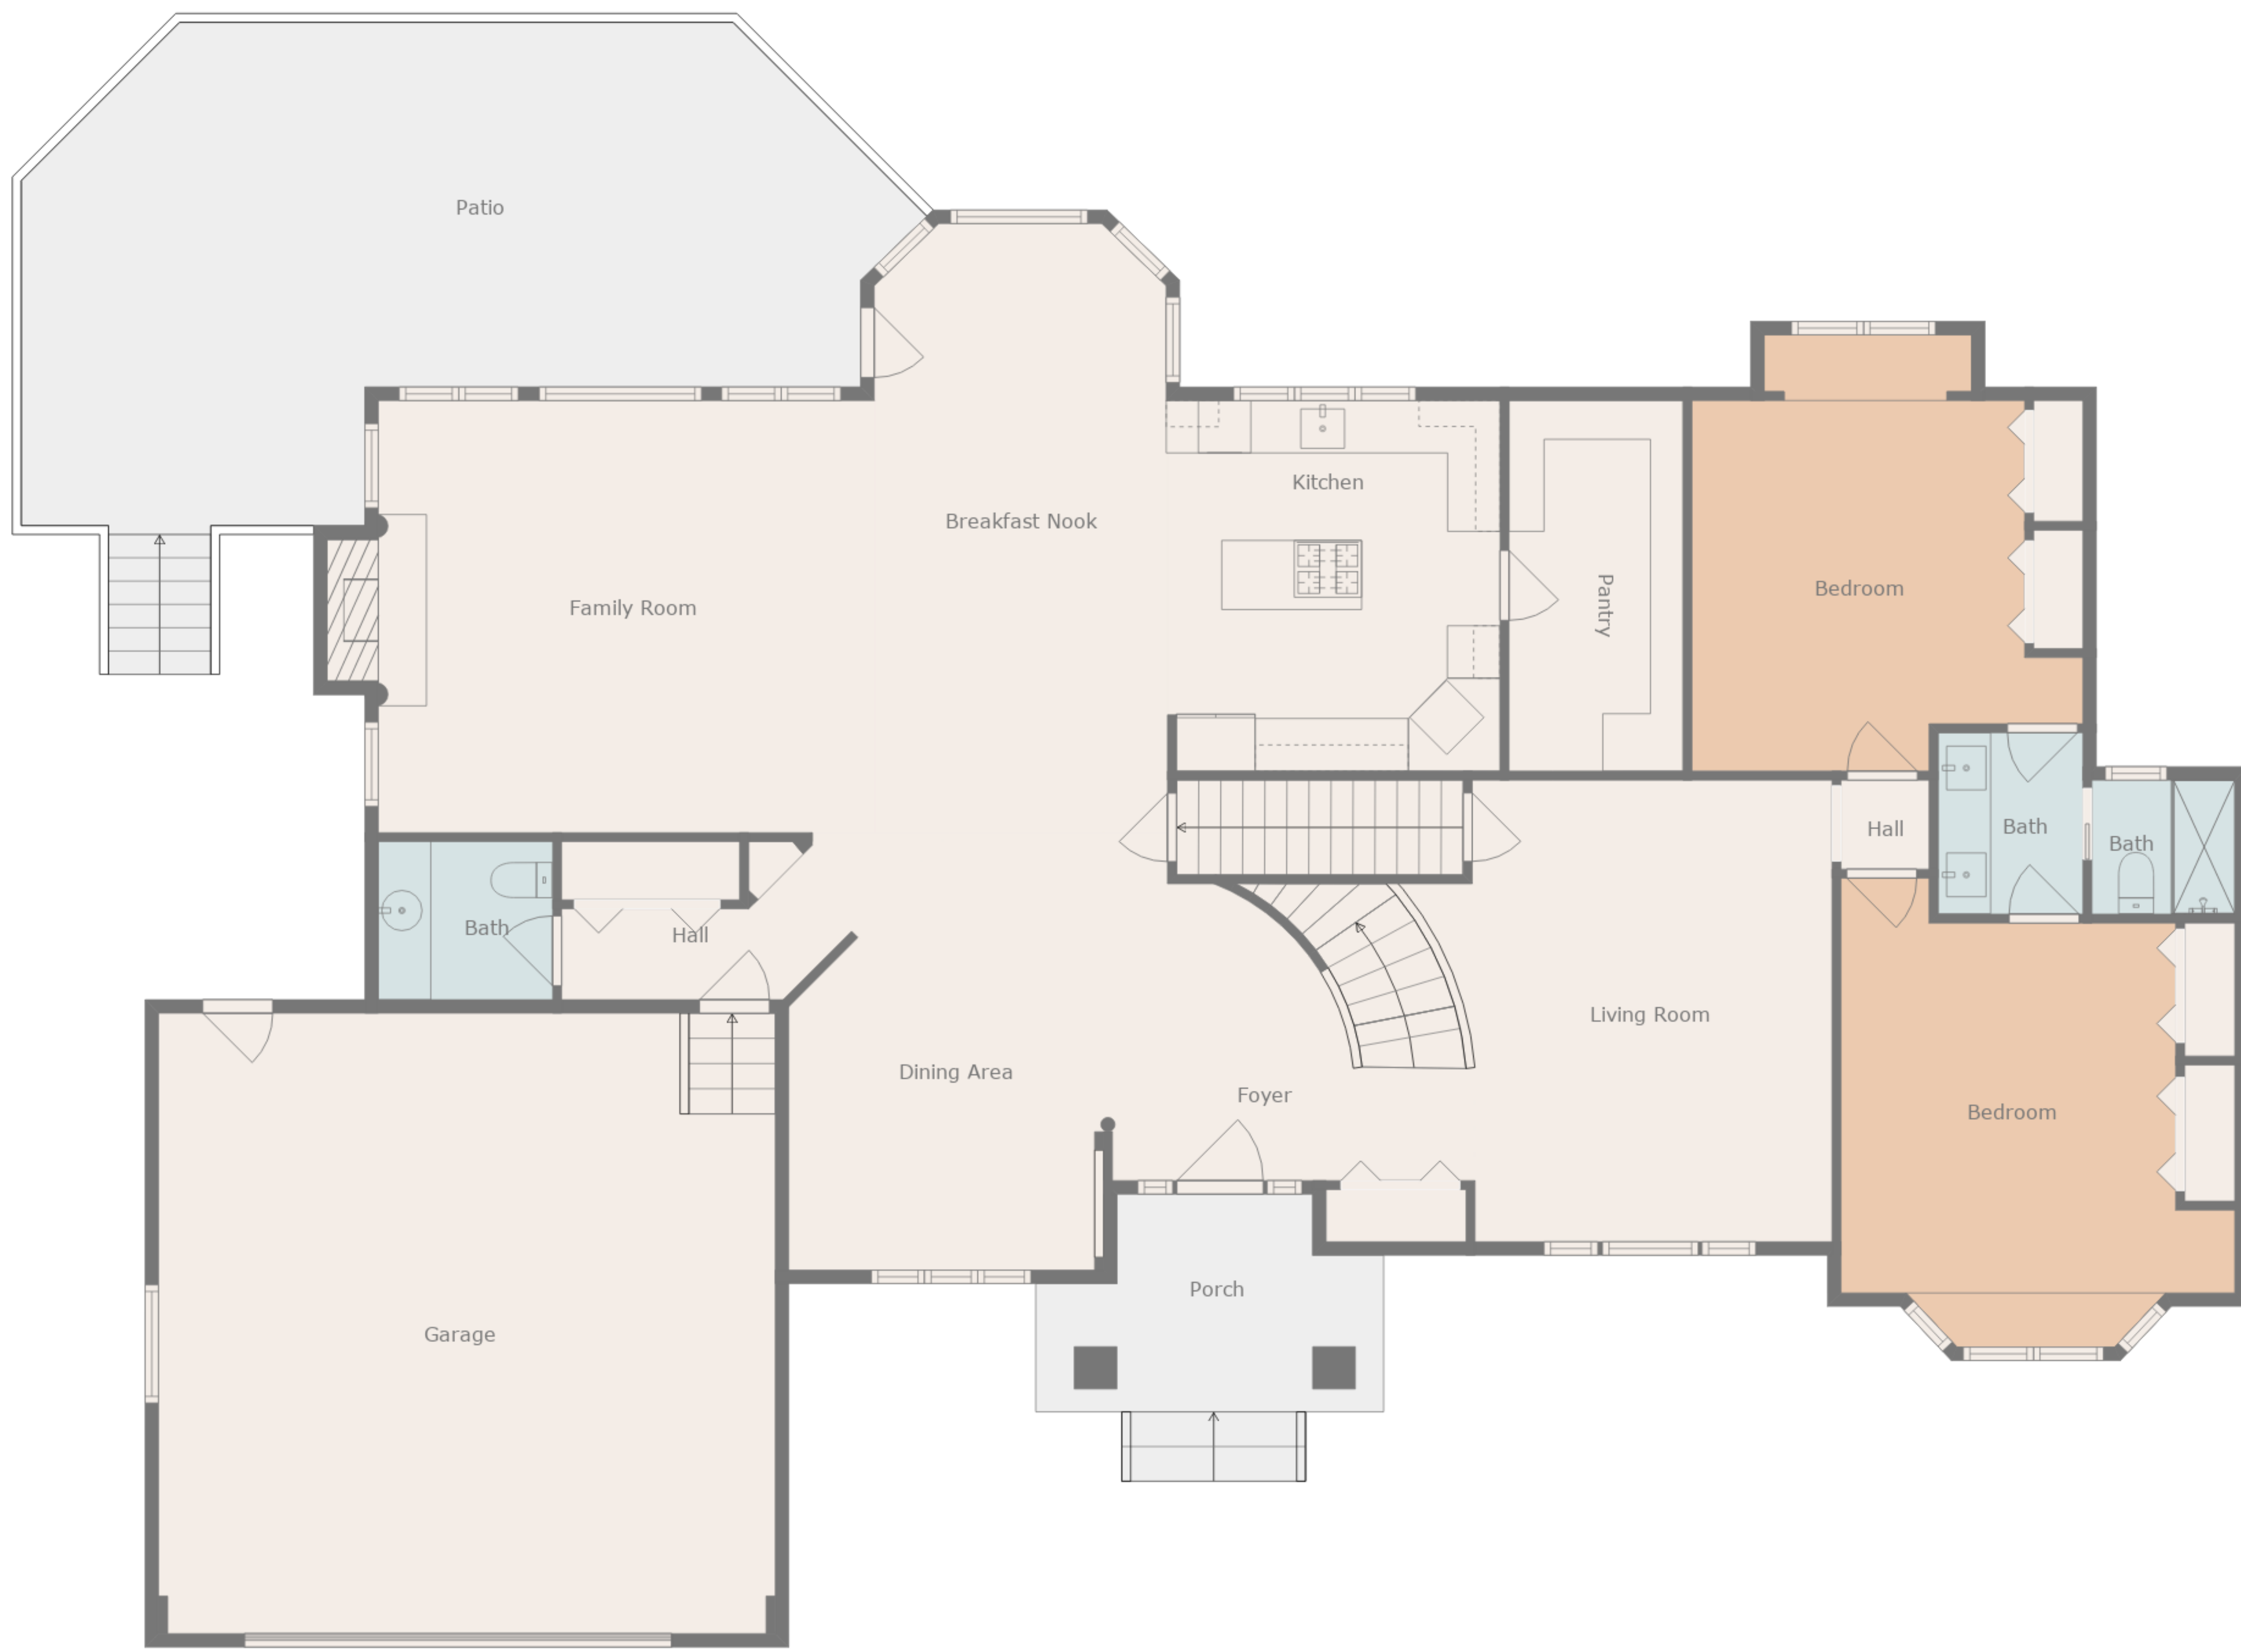 Patio
Kitchen
Breakfast Nook
Family Room
Pantry
Bedroom
Bath
Hall
Bath
Bath
Hall
Living Room
Dining Area
Foyer
Bedroom
Porch
Garage